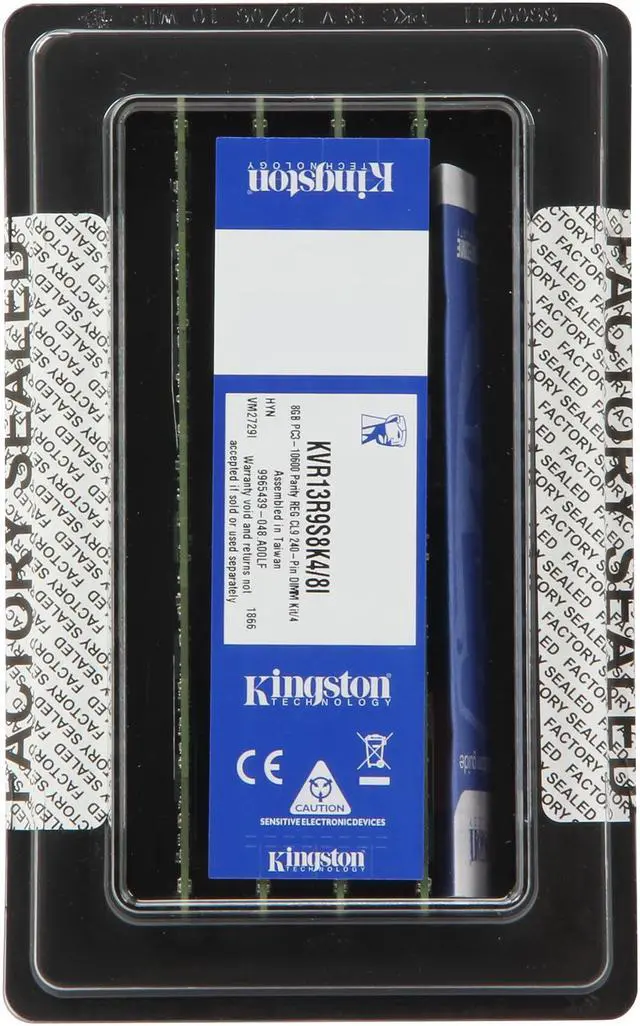 Kingston
TECHNOLOGY
KVR13R9S8K4/8I
8GB PC3-10600 Parity REG CL9 240-Pin DIMM Kit/4
HYN Assembled in Taiwan
9965439-048.A00LF
VM2729I Warranty void and returns not 1866
accepted if sold or used separately
Kingston
TECHNOLOGY
CE
CAUTION
SENSITIVE ELECTRONIC DEVICES
Kingston
TECHNOLOGY
FACTORY SEALED
FACTORY SEALED